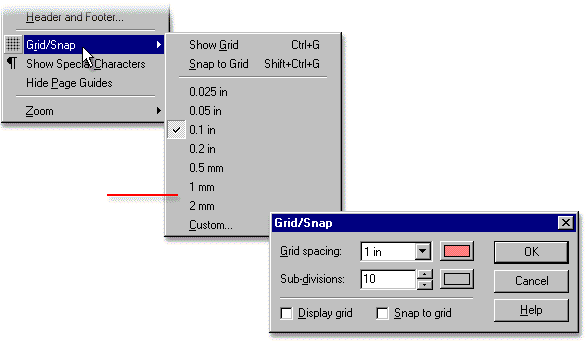 Header and Footer...
Grid/Snap
Show Special Characters
Hide Page Guides
Zoom
Show Grid Ctrl+G
Snap to Grid Shift+Ctrl+G
0.025 in
0.05 in
0.1 in
0.2 in
0.5 mm
1 mm
2 mm
Custom...
Grid/Snap
Grid spacing: 1 in OK
Sub-divisions: 10 Cancel
Display grid Snap to grid Help